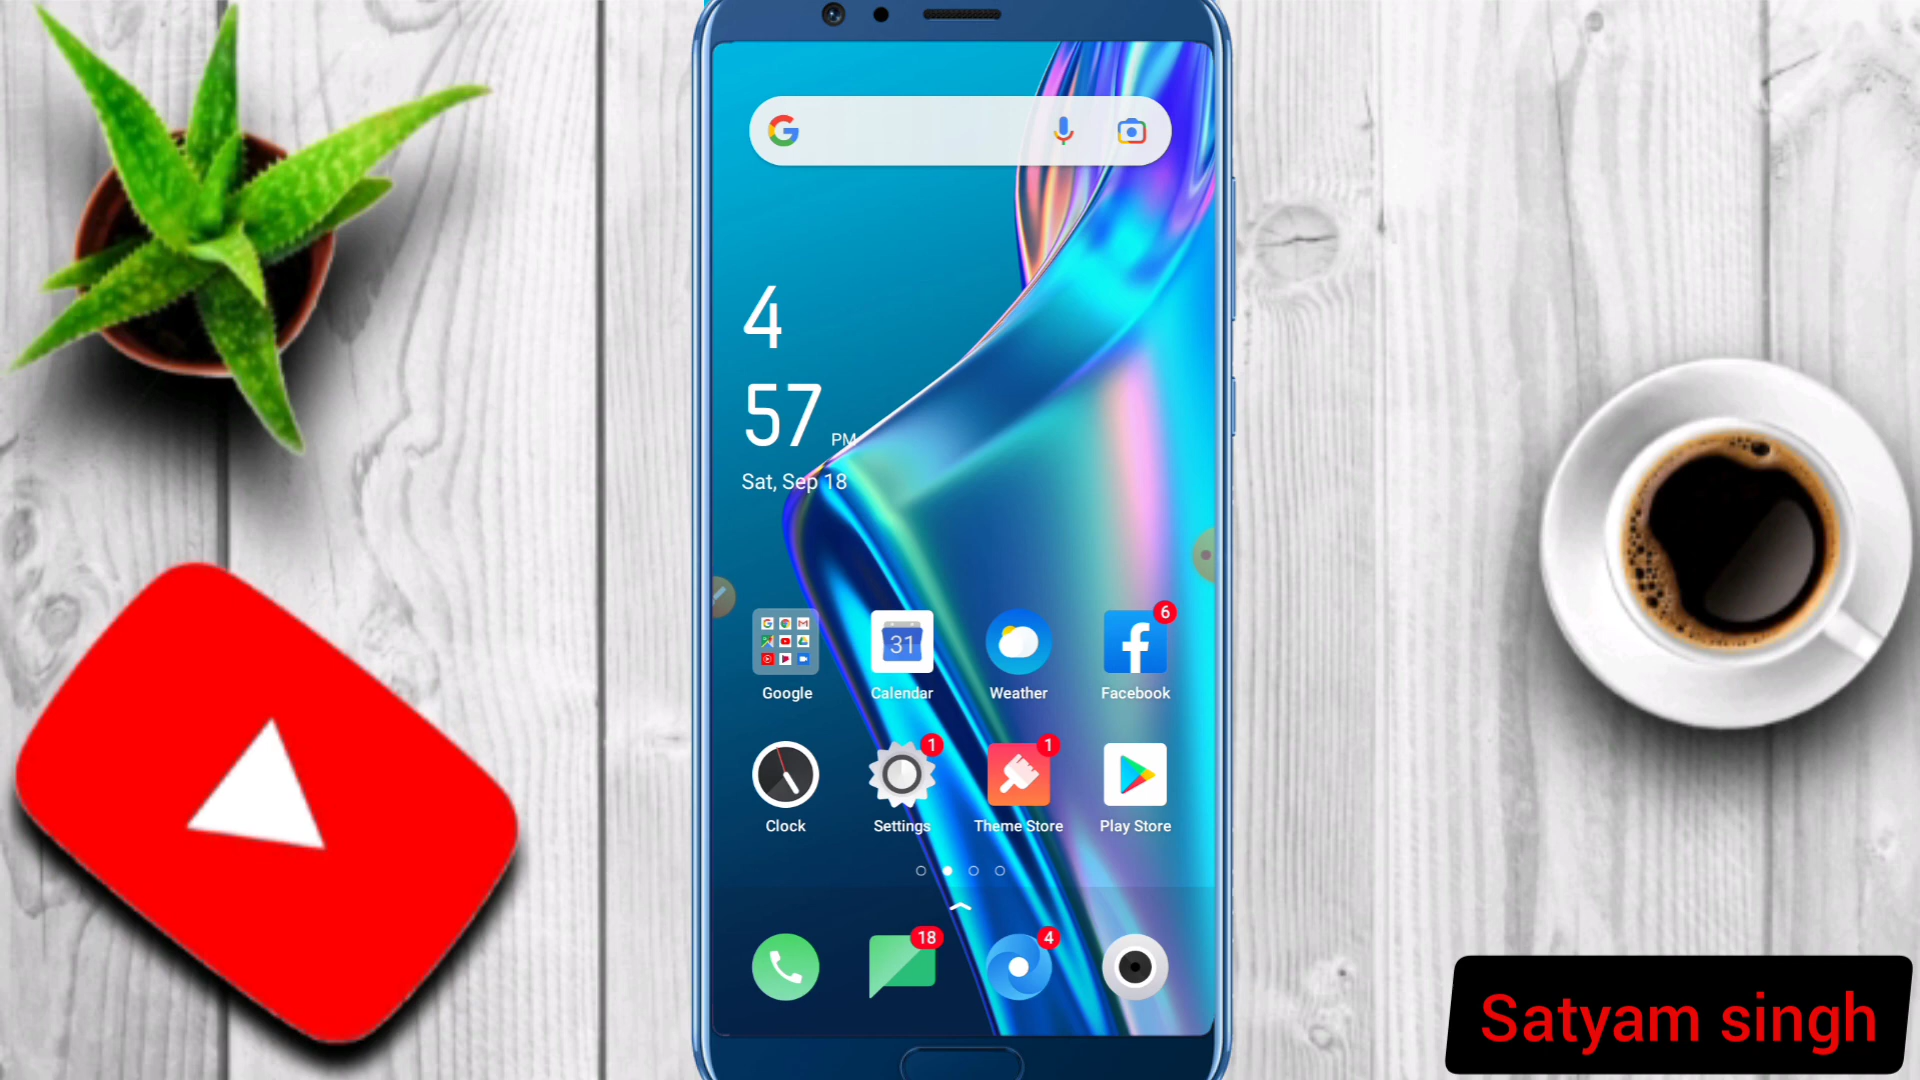 4
57 PM
Sat, Sep 18
31
6
Google
Calendar
Weather
Facebook
1
1
Clock
Settings
Theme Store
Play Store
18
4
Satyam singh